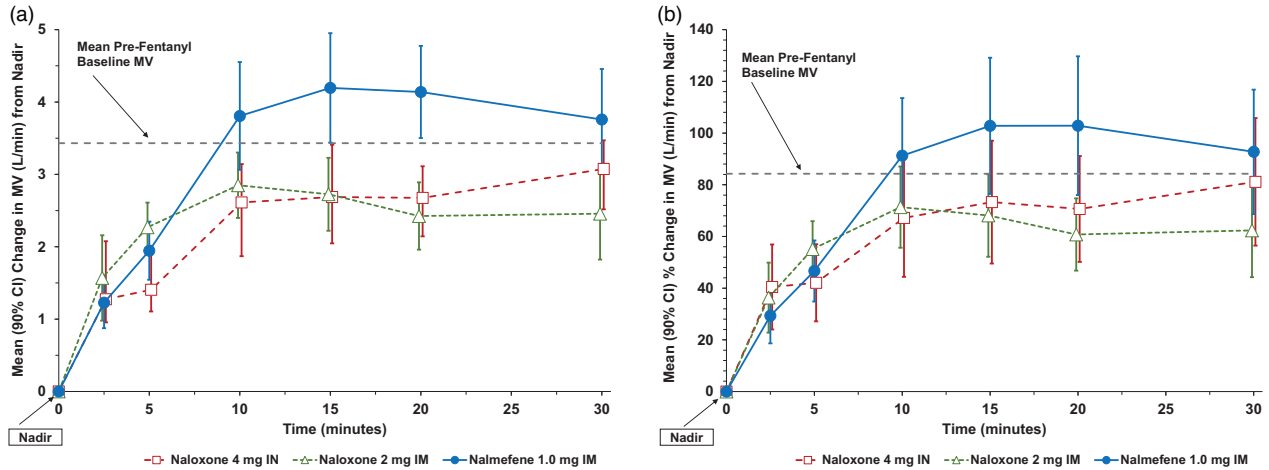 (a)
Mean (90% CI) Change in MV (L/min) from Nadir
5
4
3
2
1
0
Mean Pre-Fentanyl
Baseline MV
0 5 10 15 20 25 30
Time (minutes)
Nadir
Naloxone 4 mg IN Naloxone 2 mg IM Nalmefene 1.0 mg IM
(b)
Mean (90% CI) % Change in MV (L/min) from Nadir
140
120
100
80
60
40
20
0
Mean Pre-Fentanyl
Baseline MV
0 5 10 15 20 25 30
Time (minutes)
Nadir
Naloxone 4 mg IN Naloxone 2 mg IM Nalmefene 1.0 mg IM